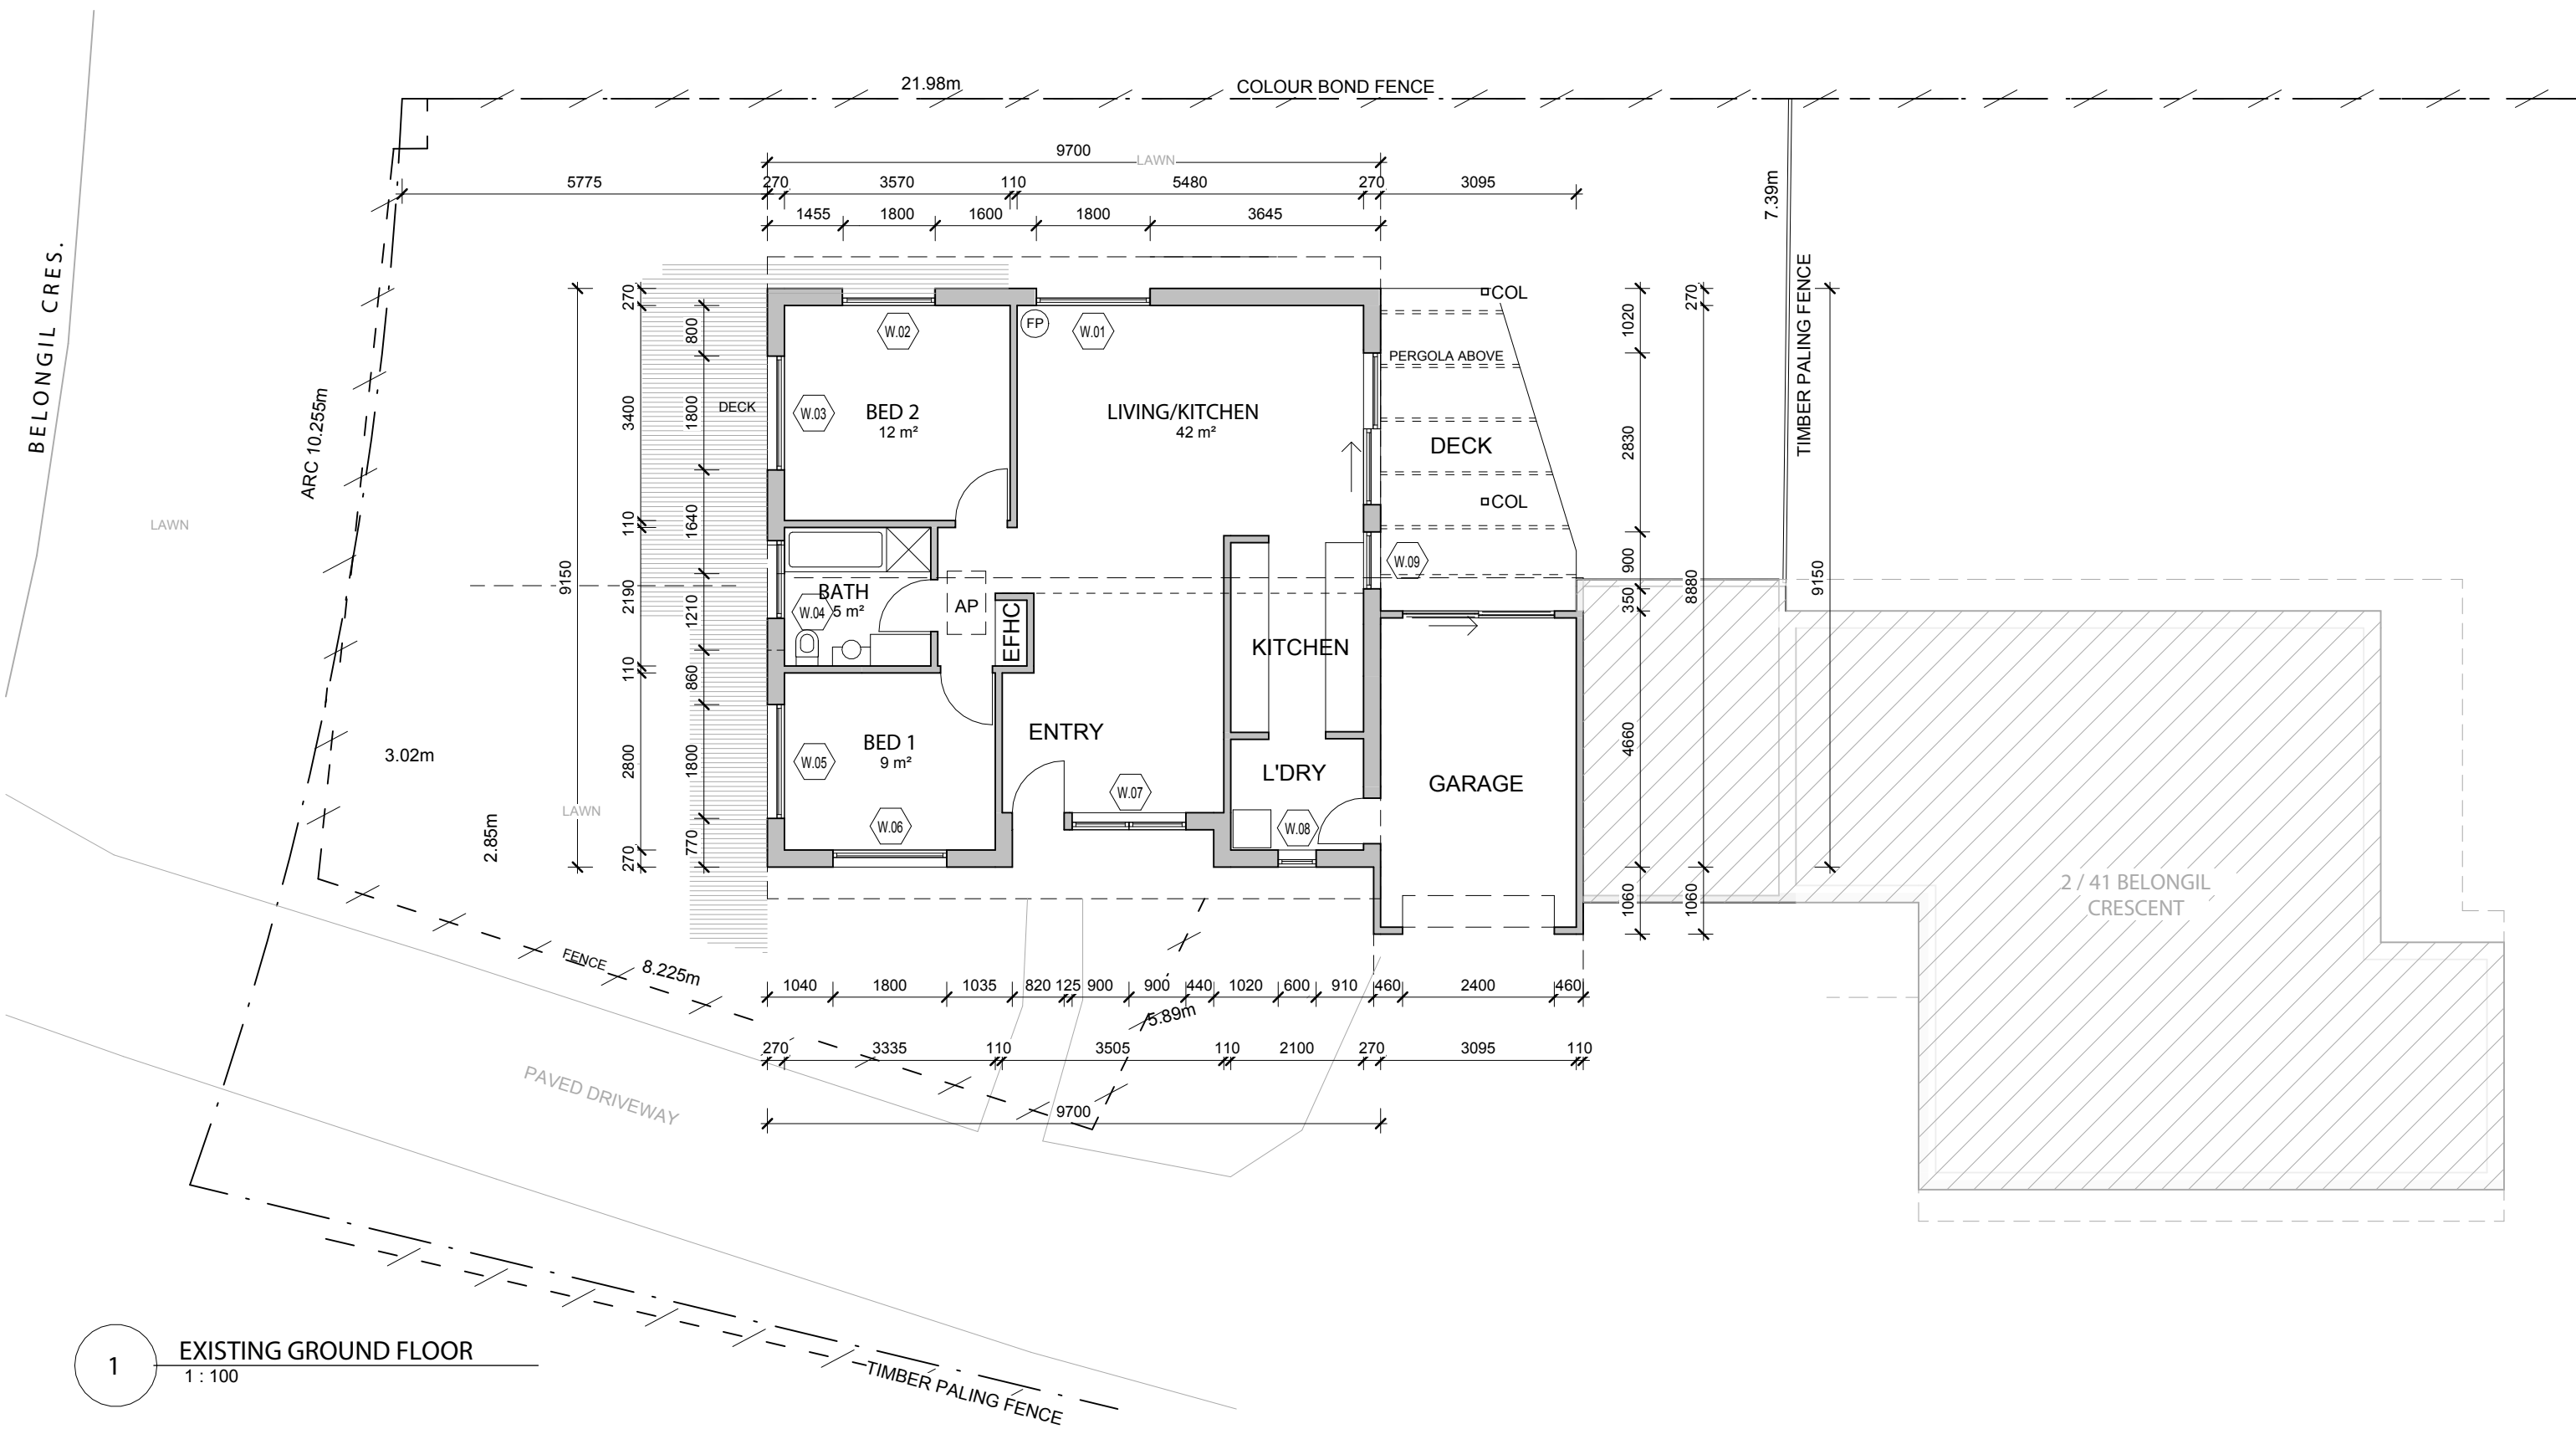 21.98m
COLOUR BOND FENCE
9700
LAWN
5775
270
3570
110
5480
270
3095
1455
1800
1600
1800
3645
7.39m
TIMBER PALING FENCE
BELONGIL CRES.
ARC 10.255m
LAWN
3.02m
2.85m
LAWN
9150
270
3400
110
2190
110
2800
270
800
1800
1640
1210
860
1800
770
DECK
W.02
FP
W.01
W.03
BED 2
12 m²
LIVING/KITCHEN
42 m²
COL
PERGOLA ABOVE
DECK
COL
W.09
BATH
W.04
5 m²
AP
EFHC
KITCHEN
BED 1
9 m²
W.05
W.06
ENTRY
W.07
L'DRY
W.08
GARAGE
1020
2830
900
350
4660
1060
270
8880
1060
9150
2 / 41 BELONGIL
CRESCENT
FENCE
8.225m
1040
1800
1035
820
125
900
900
440
1020
600
910
460
2400
460
5.89m
270
3335
110
3505
110
2100
270
3095
110
9700
PAVED DRIVEWAY
1
EXISTING GROUND FLOOR
1 : 100
TIMBER PALING FENCE